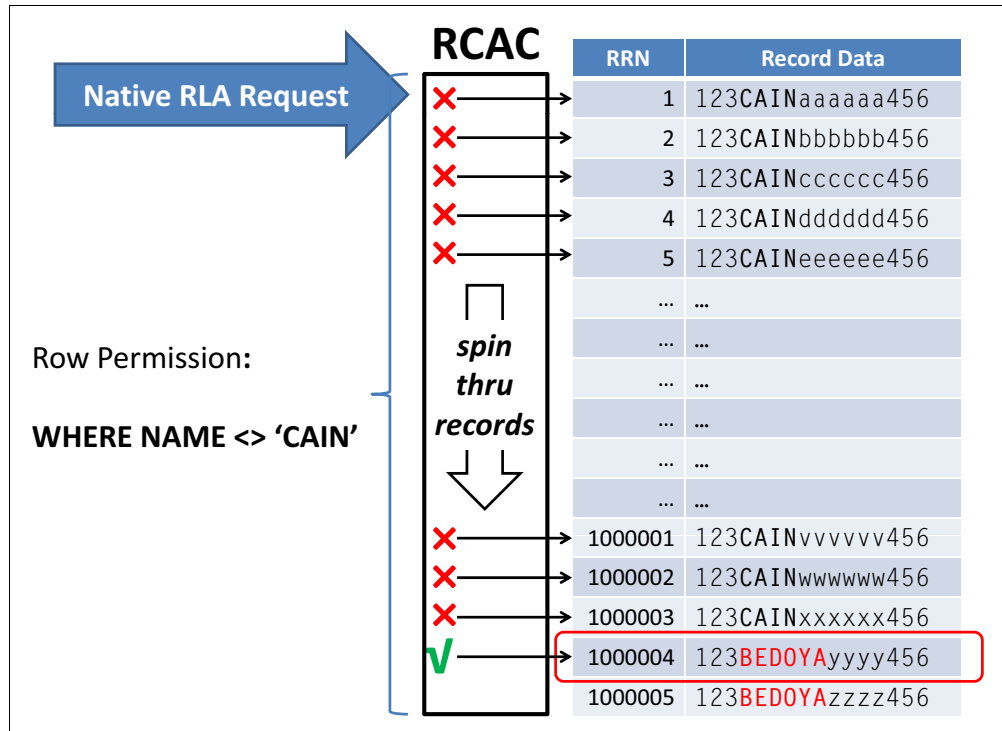 RCAC
RRN Record Data
Native RLA Request
1 123CAINaaaaaa456
2 123CAINbbbbbb456
3 123CAINcccccc456
4 123CAINdddddd456
5 123CAINeeeeee456
... ...
spin
... ...
Row Permission:
thru
... ...
records
... ...
WHERE NAME <> ‘CAIN’
... ...
... ...
1000001 123CAINvvvvvv456
1000002 123CAINwwwwww456
1000003 123CAINxxxxxx456
1000004 123BEDOYAyyyy456
1000005 123BEDOYAzzzz456